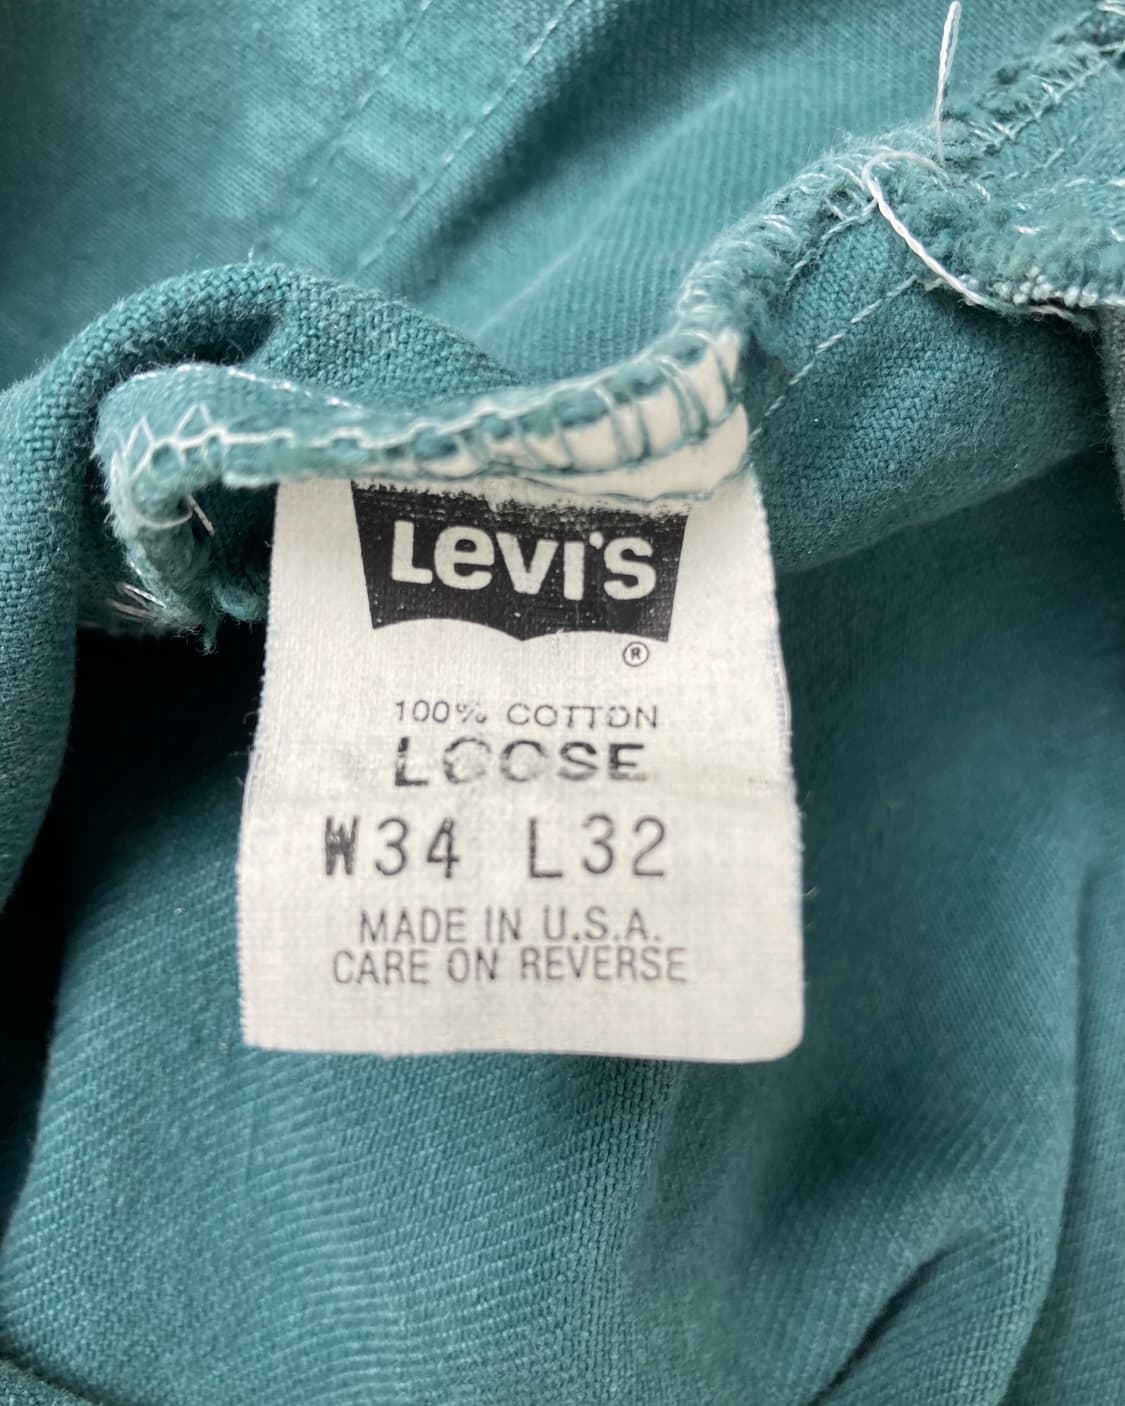 Levi's
®
100% COTTON
LOOSE
W34 L32
MADE IN U.S.A.
CARE ON REVERSE